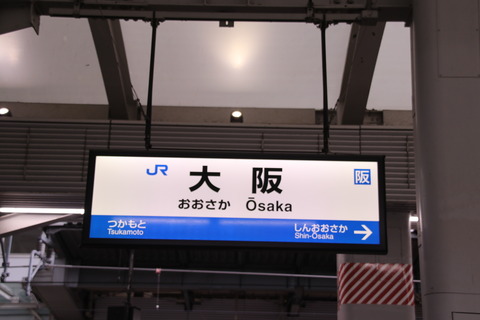 JR 大阪 阪
おおさか Ōsaka
つかもと しんおおさか
Tsukamoto Shin-Ōsaka